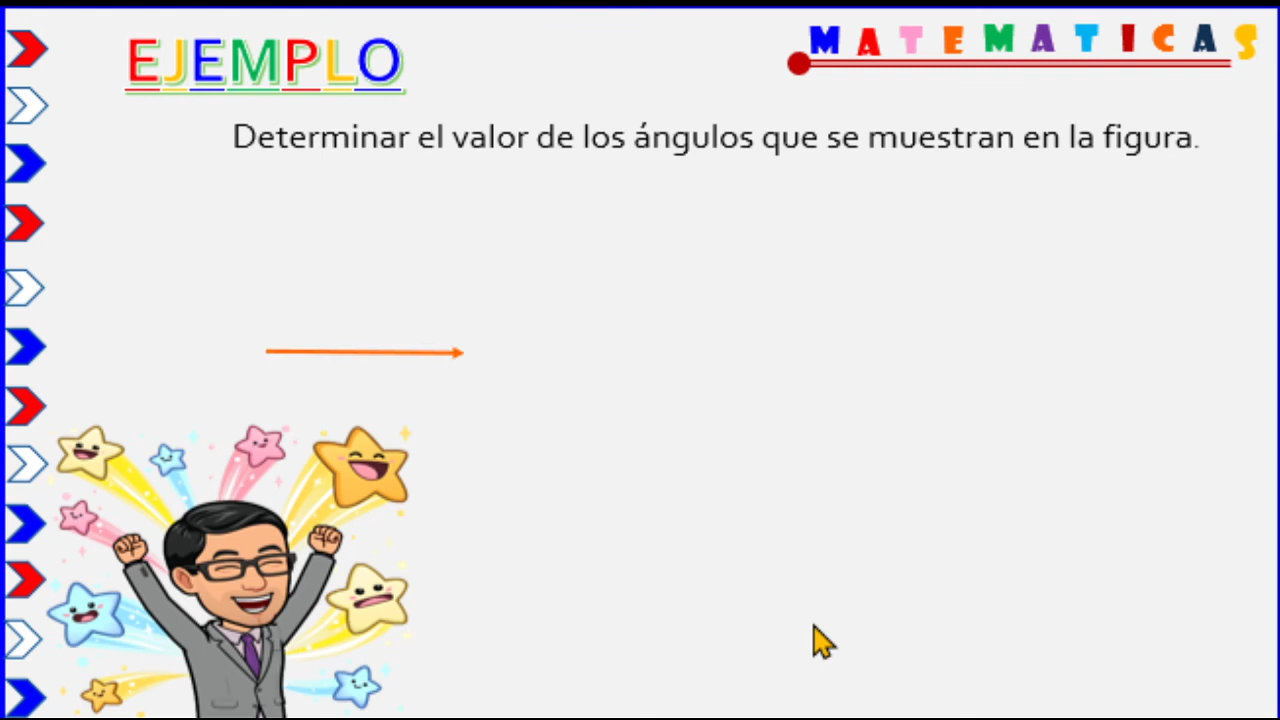 MATEMATICAS
EJEMPLO
Determinar el valor de los ángulos que se muestran en la figura.